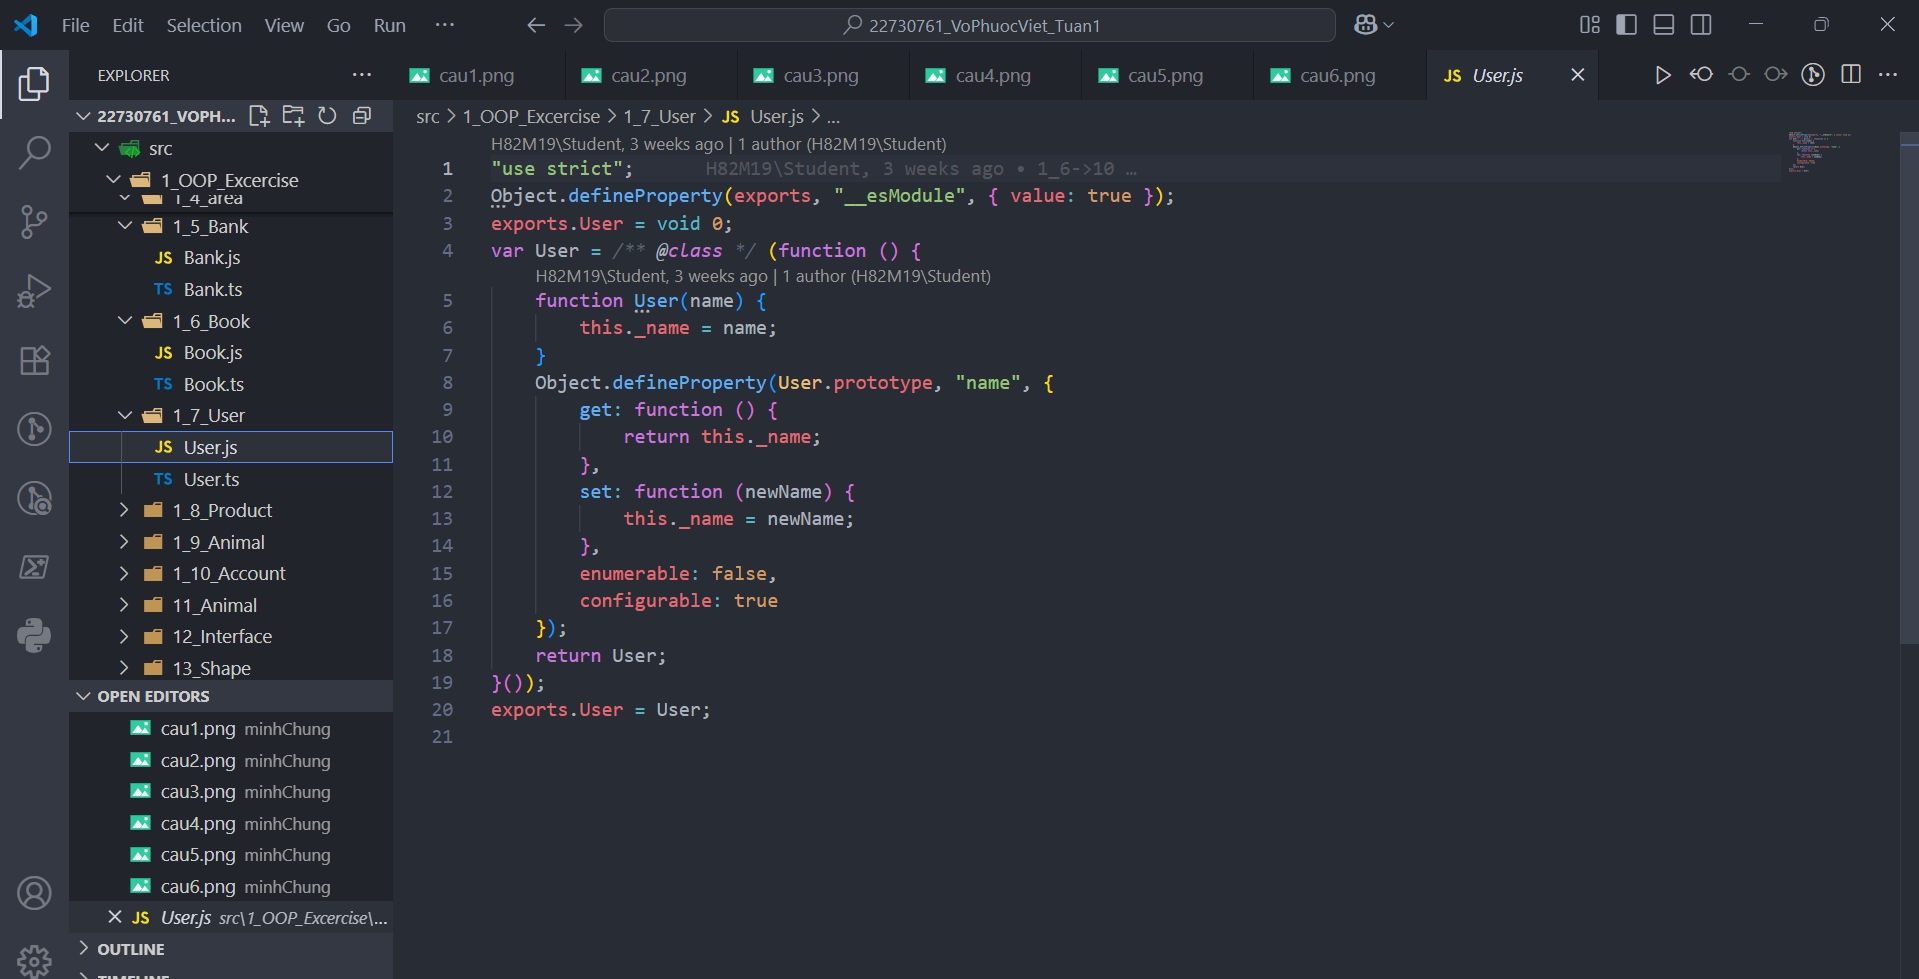 File Edit Selection View Go Run ··· 22730761_VoPhuocViet_Tuan1
EXPLORER ···
22730761_VOPH...
src
1_OOP_Excercise
1_4_area
1_5_Bank
JS Bank.js
TS Bank.ts
1_6_Book
JS Book.js
TS Book.ts
1_7_User
JS User.js
TS User.ts
1_8_Product
1_9_Animal
1_10_Account
11_Animal
12_Interface
13_Shape
OPEN EDITORS
cau1.png minhChung
cau2.png minhChung
cau3.png minhChung
cau4.png minhChung
cau5.png minhChung
cau6.png minhChung
JS User.js src\1_OOP_Excercise\...
OUTLINE
TIMELINE
cau1.png cau2.png cau3.png cau4.png cau5.png cau6.png JS User.js ···
src > 1_OOP_Excercise > 1_7_User > JS User.js > ...
H82M19\Student, 3 weeks ago | 1 author (H82M19\Student)
1 "use strict"; H82M19\Student, 3 weeks ago • 1_6->10 …
2 Object.defineProperty(exports, "__esModule", { value: true });
3 exports.User = void 0;
4 var User = /** @class */ (function () {
H82M19\Student, 3 weeks ago | 1 author (H82M19\Student)
5 function User(name) {
6 this._name = name;
7 }
8 Object.defineProperty(User.prototype, "name", {
9 get: function () {
10 return this._name;
11 },
12 set: function (newName) {
13 this._name = newName;
14 },
15 enumerable: false,
16 configurable: true
17 });
18 return User;
19 }());
20 exports.User = User;
21